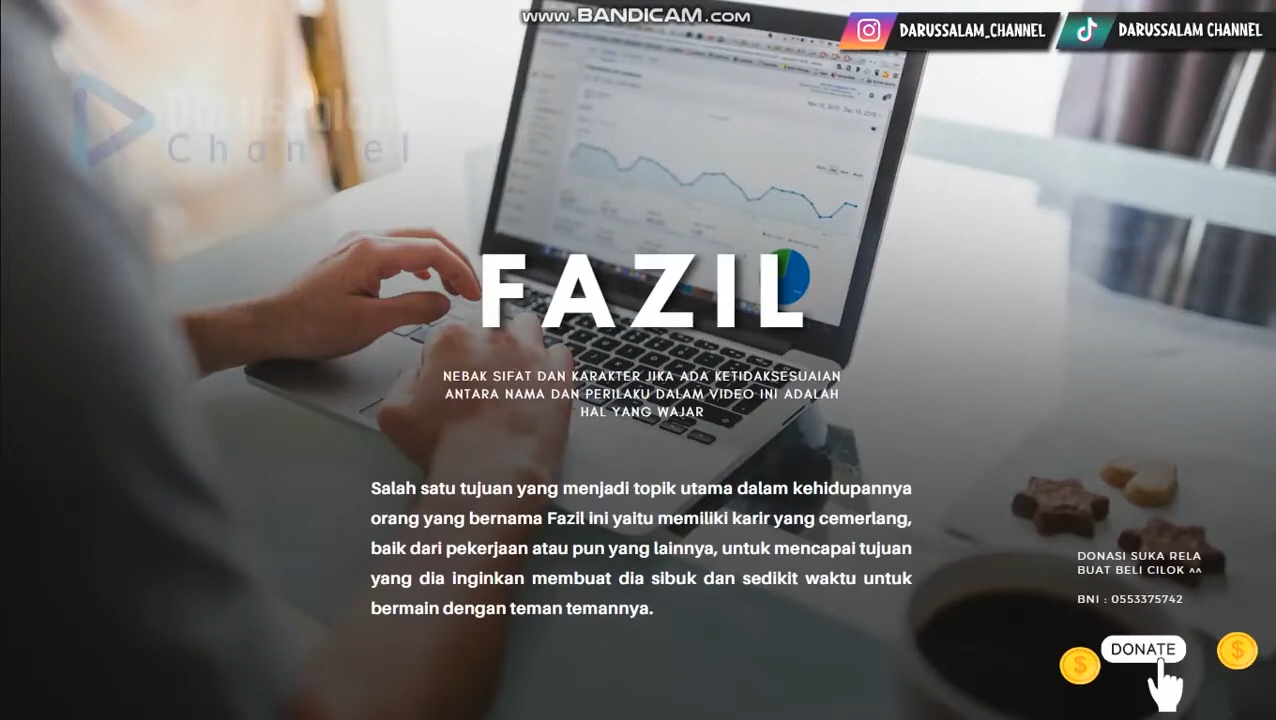 www.BANDICAM.com
DARUSSALAM_CHANNEL
DARUSSALAM CHANNEL
Darussalam
Channel
FAZIL
NEBAK SIFAT DAN KARAKTER JIKA ADA KETIDAKSESUAIAN
ANTARA NAMA DAN PERILAKU DALAM VIDEO INI ADALAH
HAL YANG WAJAR
Salah satu tujuan yang menjadi topik utama dalam kehidupannya
orang yang bernama Fazil ini yaitu memiliki karir yang cemerlang,
baik dari pekerjaan atau pun yang lainnya, untuk mencapai tujuan
yang dia inginkan membuat dia sibuk dan sedikit waktu untuk
bermain dengan teman temannya.
DONASI SUKA RELA
BUAT BELI CILOK ^^
BNI : 0553375742
DONATE